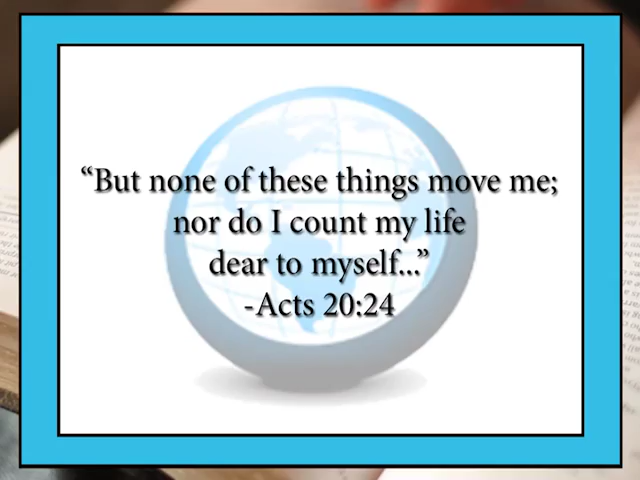 “But none of these things move me;
nor do I count my life
dear to myself...”
-Acts 20:24